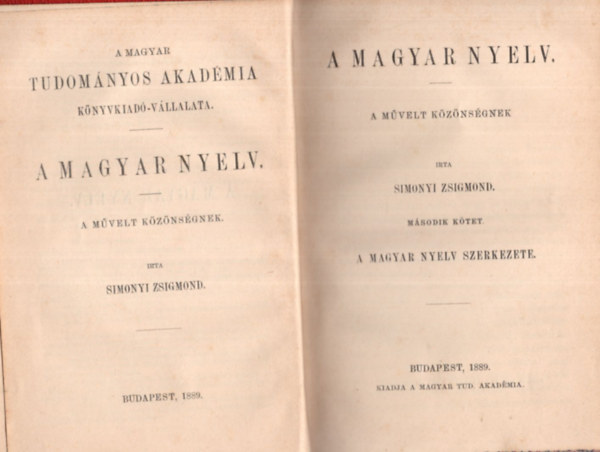 A MAGYAR
TUDOMÁNYOS AKADÉMIA
KÖNYVKIADÓ-VÁLLALATA.
A MAGYAR NYELV.
A MŰVELT KÖZÖNSÉGNEK.
IRTA
SIMONYI ZSIGMOND.
BUDAPEST, 1889.
A MAGYAR NYELV.
A MŰVELT KÖZÖNSÉGNEK
IRTA
SIMONYI ZSIGMOND.
MÁSODIK KÖTET.
A MAGYAR NYELV SZERKEZETE.
BUDAPEST, 1889.
KIADJA A MAGYAR TUD. AKADÉMIA.